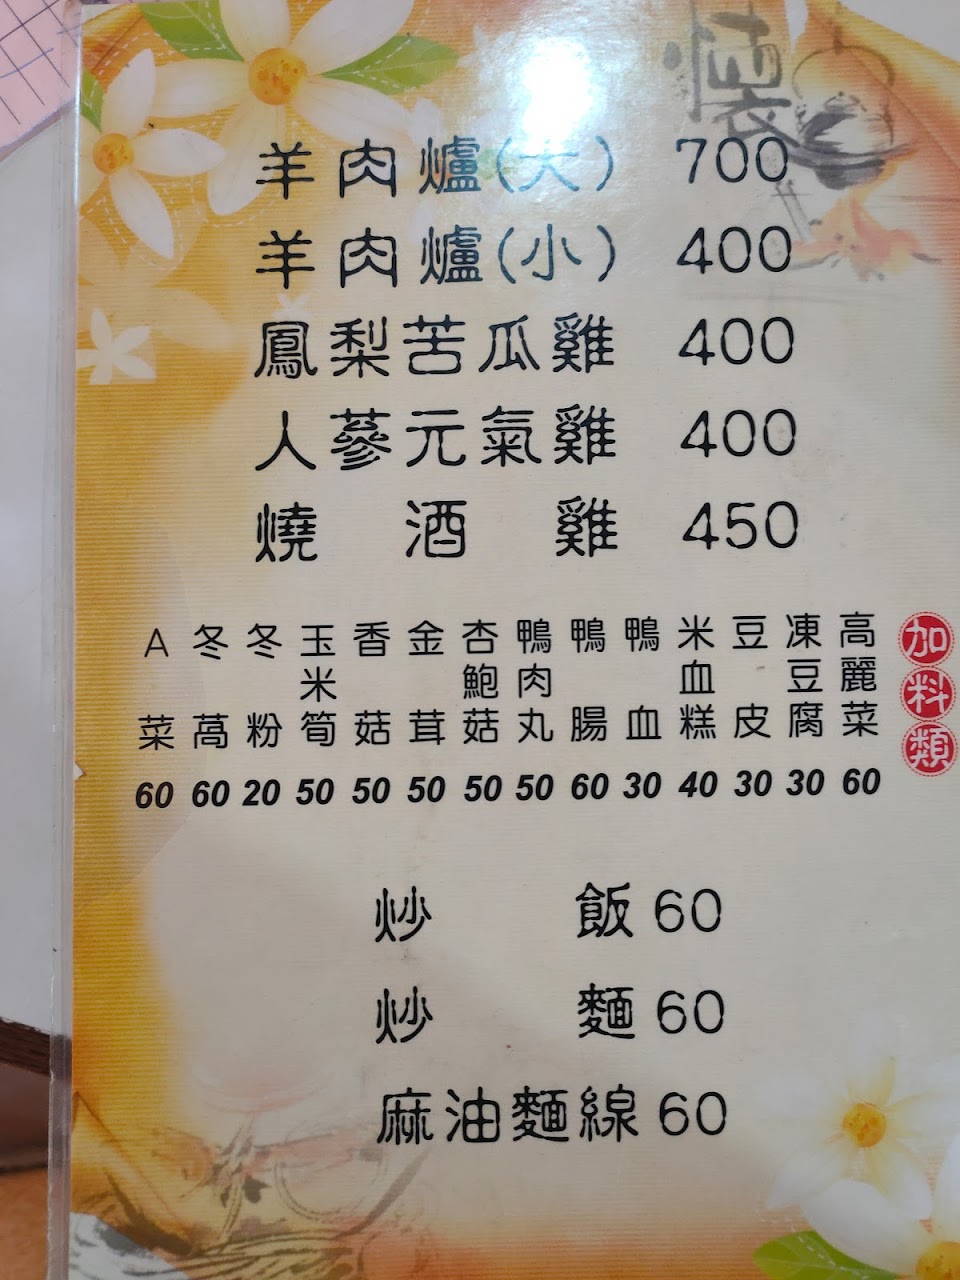 懷
羊肉爐(大) 700
羊肉爐(小) 400
鳳梨苦瓜雞 400
人蔘元氣雞 400
燒酒雞 450
加料類
高麗菜 60
凍豆腐 30
豆皮 30
米血糕 40
鴨血 30
鴨腸 60
鴨肉丸 50
杏鮑菇 50
金茸 50
香菇 50
玉米筍 50
冬粉 20
冬萵 60
A菜 60
炒飯 60
炒麵 60
麻油麵線 60